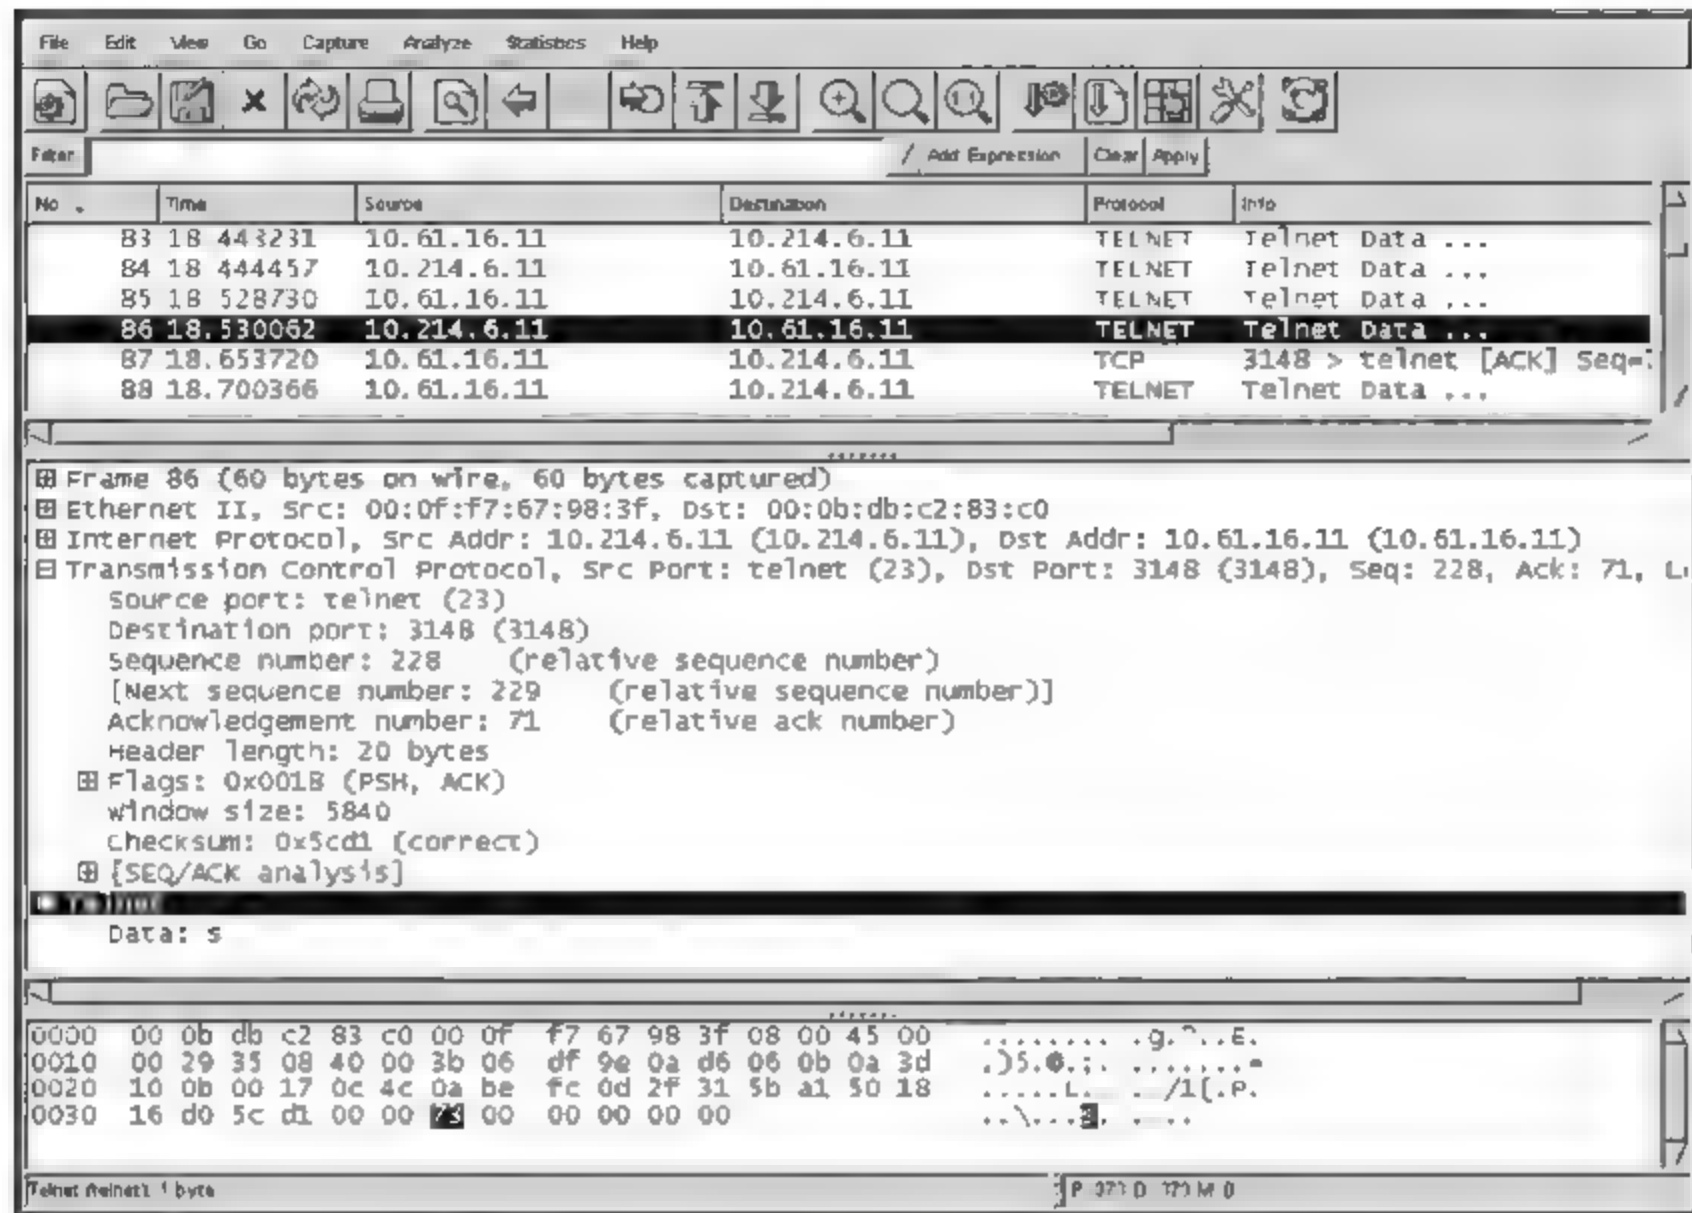 File Edit View Go Capture Analyze Statistics Help
Filter Add Expression Clear Apply
No . Time Source Destination Protocol Info
83 18 443231 10.61.16.11 10.214.6.11 TELNET Telnet Data ...
84 18 444457 10.214.6.11 10.61.16.11 TELNET Telnet Data ...
85 18 528730 10.61.16.11 10.214.6.11 TELNET Telnet Data ...
86 18.530062 10.214.6.11 10.61.16.11 TELNET Telnet Data ...
87 18.653720 10.61.16.11 10.214.6.11 TCP 3148 > telnet [ACK] Seq=
88 18.700366 10.61.16.11 10.214.6.11 TELNET Telnet Data ...
Frame 86 (60 bytes on wire, 60 bytes captured)
Ethernet II, Src: 00:0f:f7:67:98:3f, Dst: 00:0b:db:c2:83:c0
Internet Protocol, Src Addr: 10.214.6.11 (10.214.6.11), Dst Addr: 10.61.16.11 (10.61.16.11)
Transmission Control Protocol, Src Port: telnet (23), Dst Port: 3148 (3148), Seq: 228, Ack: 71,
Source port: telnet (23)
Destination port: 3148 (3148)
Sequence number: 228 (relative sequence number)
[Next sequence number: 229 (relative sequence number)]
Acknowledgement number: 71 (relative ack number)
Header length: 20 bytes
Flags: 0x0018 (PSH, ACK)
Window size: 5840
Checksum: 0x5cd1 (correct)
[SEQ/ACK analysis]
Telnet
Data: s
0000 00 0b db c2 83 c0 00 0f f7 67 98 3f 08 00 45 00 ........ .g.^..E.
0010 00 29 35 08 40 00 3b 06 df 9e 0a d6 06 0b 0a 3d .)5.@.;. .......=
0020 10 0b 00 17 0c 4c 0a be fc 0d 2f 31 5b a1 50 18 .....L.. ../1[.P.
0030 16 d0 5c d1 00 00 73 00 00 00 00 00 ..\...s. ....
Telnet (telnet), 1 byte